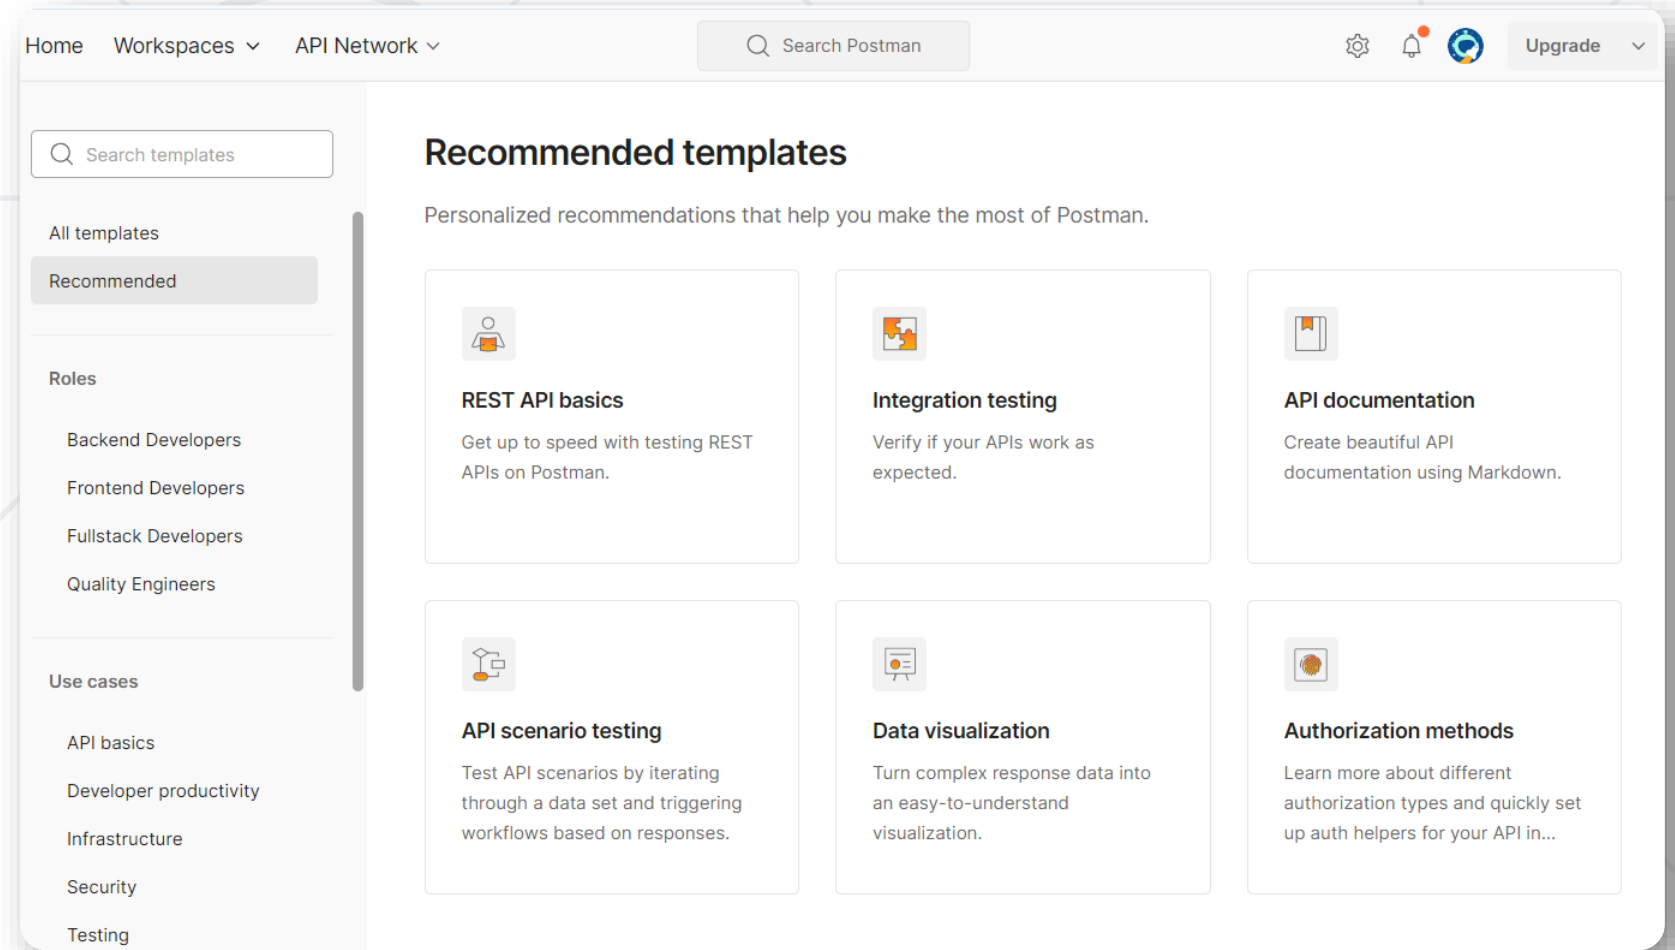 Home
Workspaces
API Network
Search Postman
Upgrade
Search templates
All templates
Recommended
Roles
Backend Developers
Frontend Developers
Fullstack Developers
Quality Engineers
Use cases
API basics
Developer productivity
Infrastructure
Security
Testing
Recommended templates
Personalized recommendations that help you make the most of Postman.
REST API basics
Get up to speed with testing REST
APIs on Postman.
Integration testing
Verify if your APIs work as
expected.
API documentation
Create beautiful API
documentation using Markdown.
API scenario testing
Test API scenarios by iterating
through a data set and triggering
workflows based on responses.
Data visualization
Turn complex response data into
an easy-to-understand
visualization.
Authorization methods
Learn more about different
authorization types and quickly set
up auth helpers for your API in...